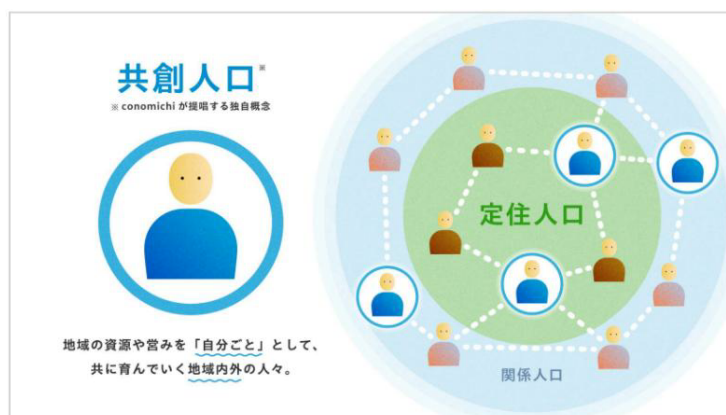 共創人口※
※ conomichi が提唱する独自概念
地域の資源や営みを「自分ごと」として、
共に育んでいく地域内外の人々。
定住人口
関係人口